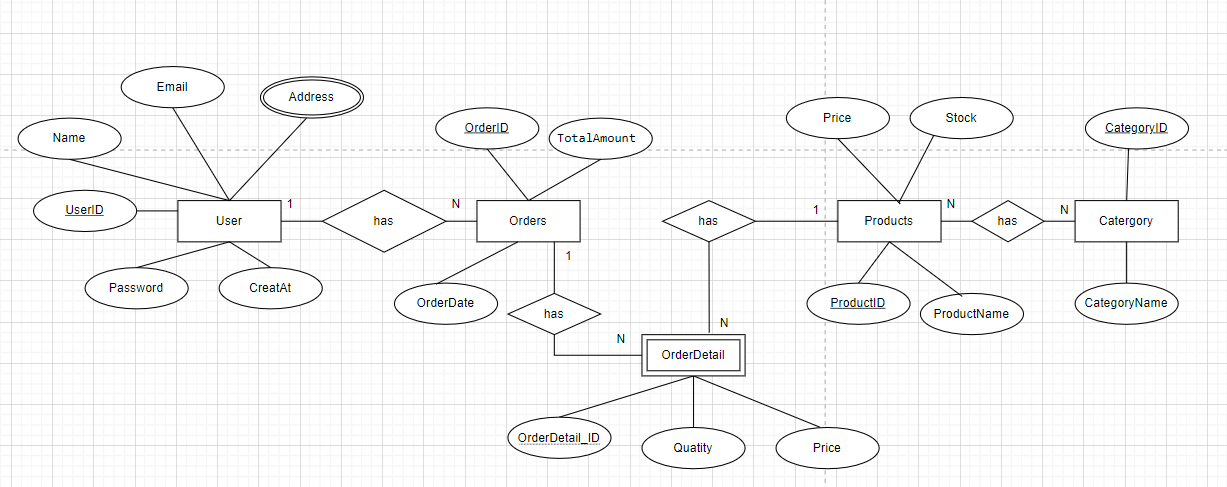 Email
Address
Name
OrderID
TotalAmount
Price
Stock
CategoryID
UserID
1
N
1
N
N
User
has
Orders
has
Products
has
Catergory
1
Password
CreatAt
OrderDate
has
ProductID
ProductName
CategoryName
N
N
OrderDetail
OrderDetail_ID
Quatity
Price